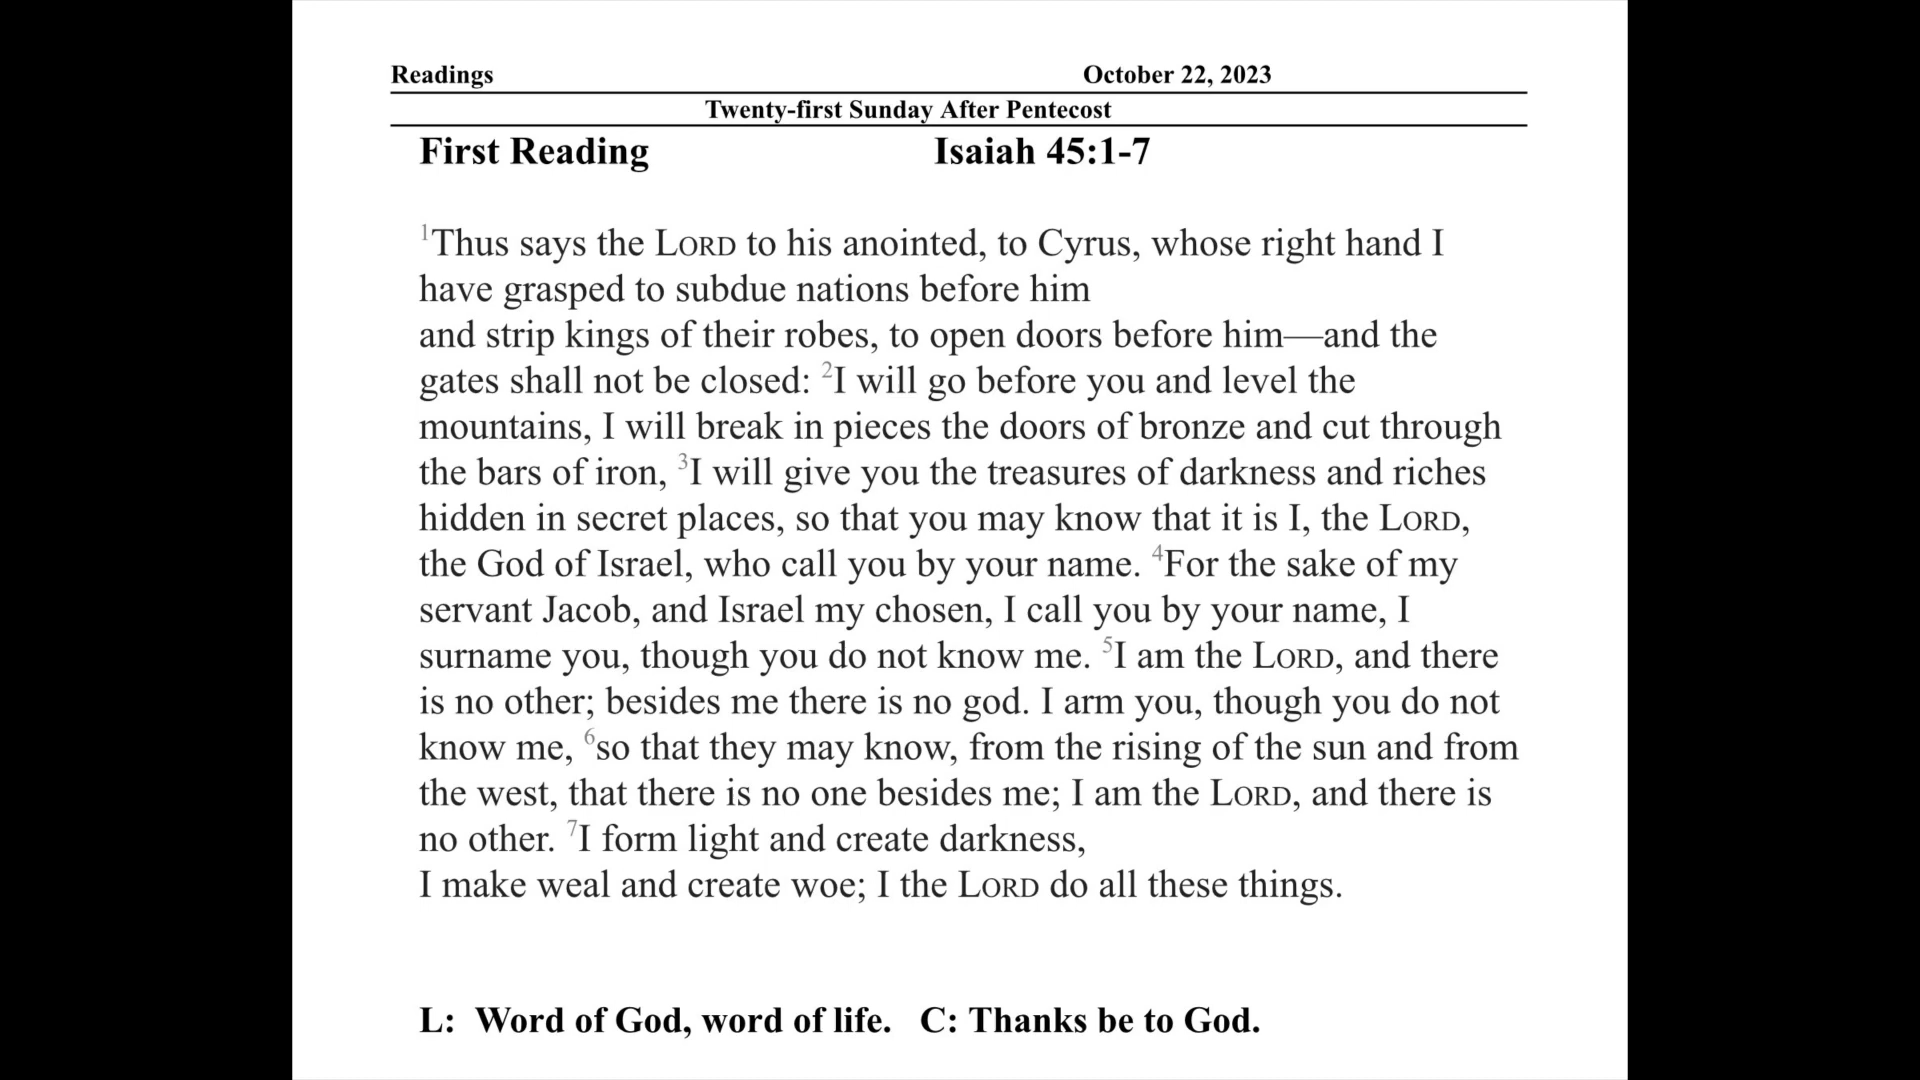 Readings October 22, 2023
Twenty-first Sunday After Pentecost
First Reading Isaiah 45:1-7
1Thus says the LORD to his anointed, to Cyrus, whose right hand I
have grasped to subdue nations before him
and strip kings of their robes, to open doors before him—and the
gates shall not be closed: 2I will go before you and level the
mountains, I will break in pieces the doors of bronze and cut through
the bars of iron, 3I will give you the treasures of darkness and riches
hidden in secret places, so that you may know that it is I, the LORD,
the God of Israel, who call you by your name. 4For the sake of my
servant Jacob, and Israel my chosen, I call you by your name, I
surname you, though you do not know me. 5I am the LORD, and there
is no other; besides me there is no god. I arm you, though you do not
know me, 6so that they may know, from the rising of the sun and from
the west, that there is no one besides me; I am the LORD, and there is
no other. 7I form light and create darkness,
I make weal and create woe; I the LORD do all these things.
L: Word of God, word of life. C: Thanks be to God.